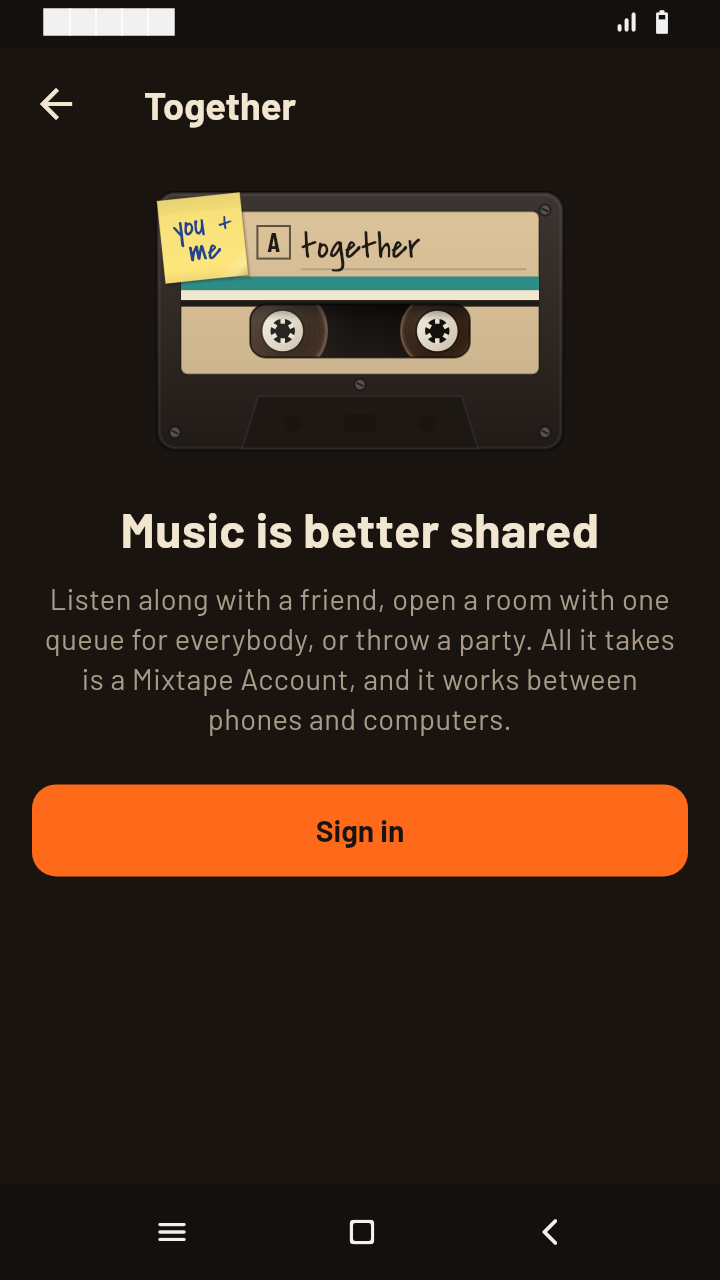 Together
you +
me
A together
Music is better shared
Listen along with a friend, open a room with one
queue for everybody, or throw a party. All it takes
is a Mixtape Account, and it works between
phones and computers.
Sign in